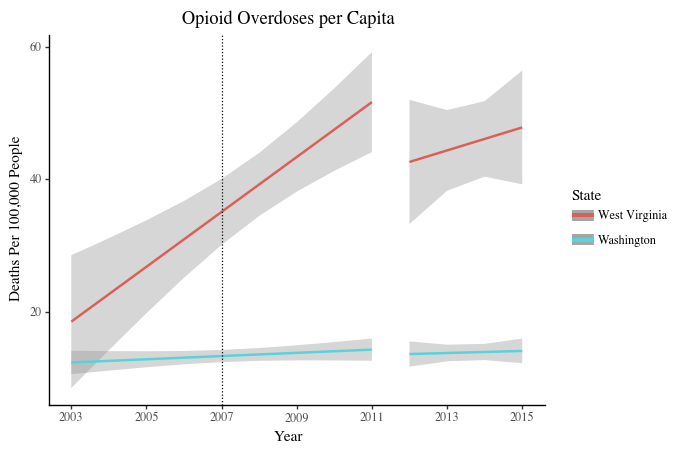 Opioid Overdoses per Capita
60
40
20
Deaths Per 100,000 People
2003
2005
2007
2009
2011
2013
2015
Year
State
West Virginia
Washington